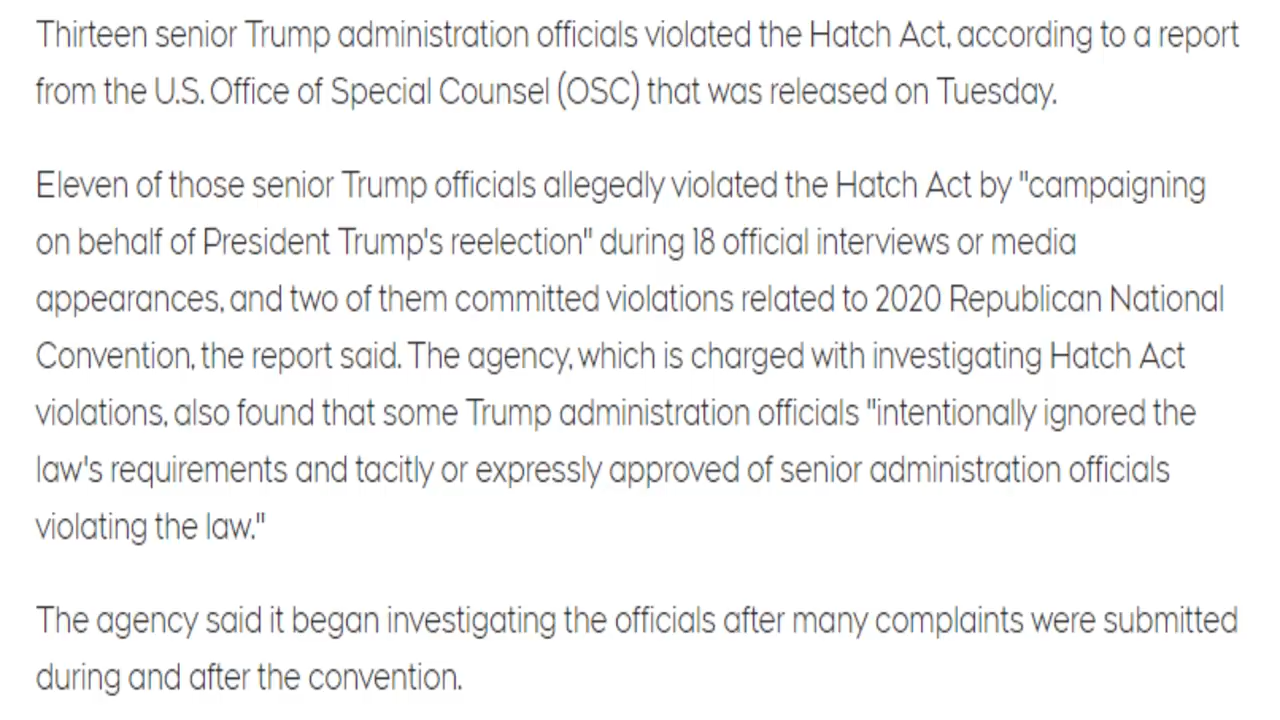 Thirteen senior Trump administration officials violated the Hatch Act, according to a report
from the U.S. Office of Special Counsel (OSC) that was released on Tuesday.
Eleven of those senior Trump officials allegedly violated the Hatch Act by "campaigning
on behalf of President Trump's reelection" during 18 official interviews or media
appearances, and two of them committed violations related to 2020 Republican National
Convention, the report said. The agency, which is charged with investigating Hatch Act
violations, also found that some Trump administration officials "intentionally ignored the
law's requirements and tacitly or expressly approved of senior administration officials
violating the law."
The agency said it began investigating the officials after many complaints were submitted
during and after the convention.